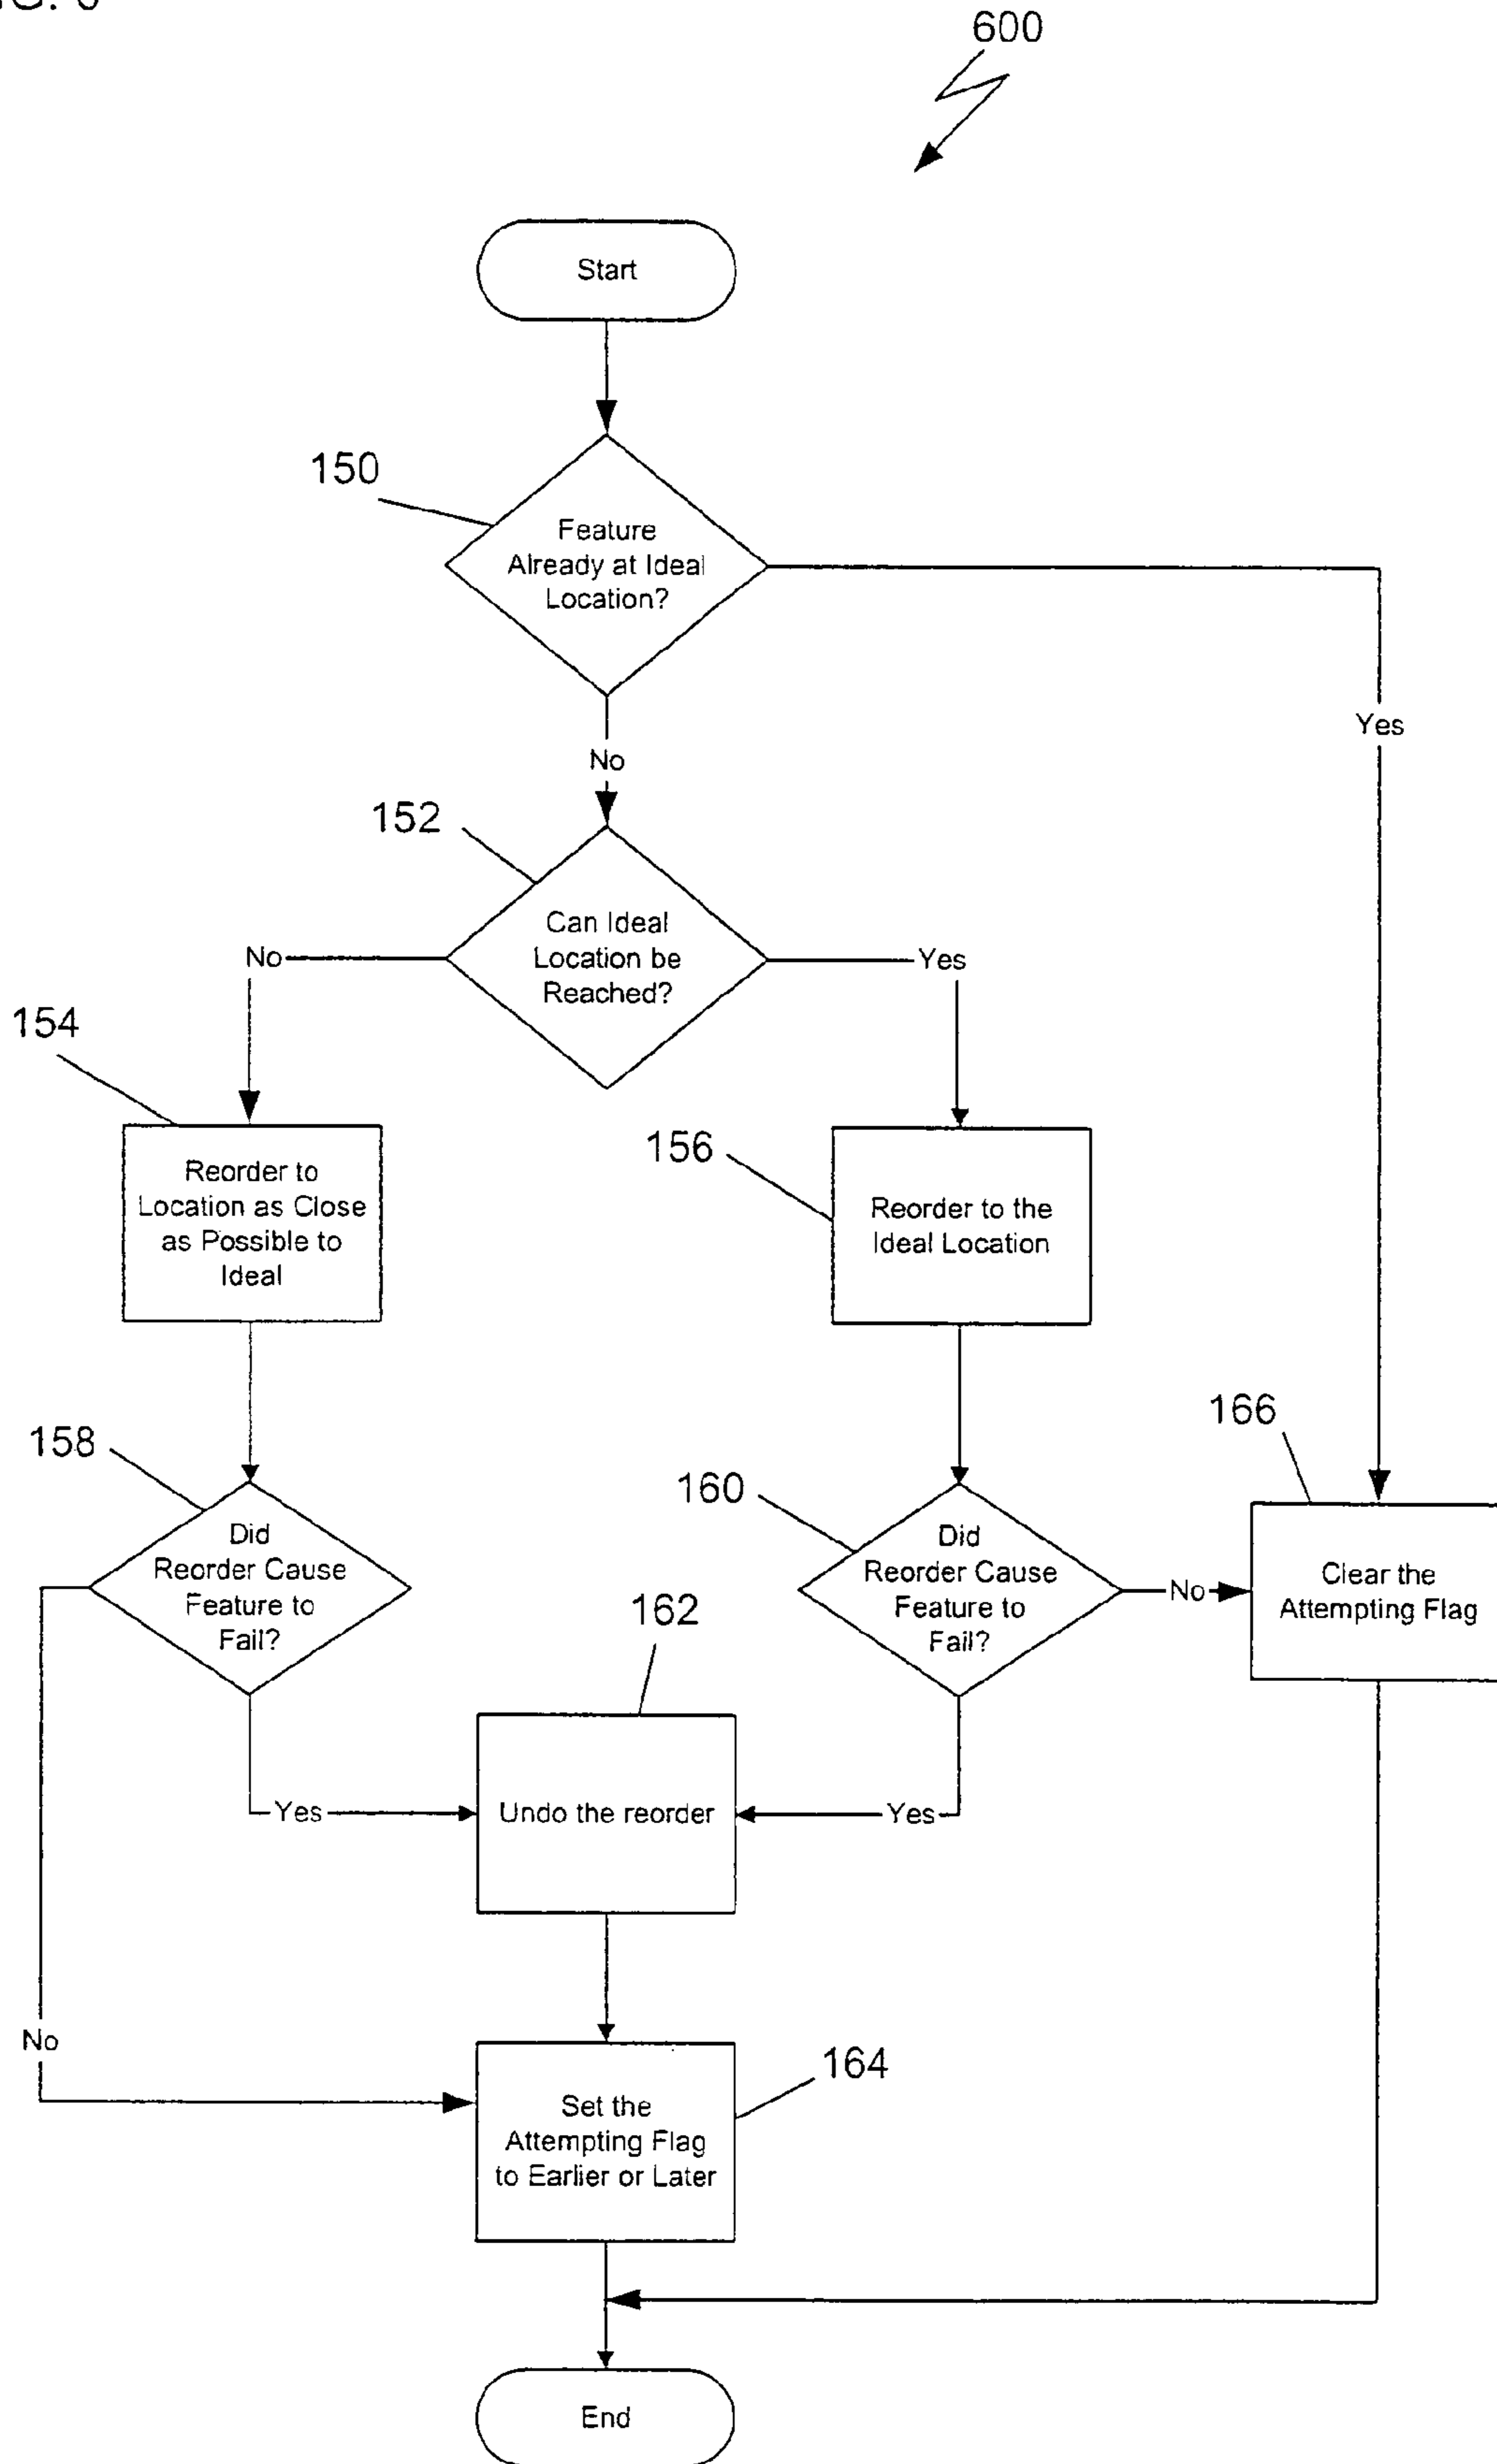 600
Start
150
Feature
Already at Ideal
Location?
Yes
No
152
Can Ideal
Location be
Reached?
No
Yes
154
Reorder to
Location as Close
as Possible to
Ideal
156
Reorder to the
Ideal Location
158
Did
Reorder Cause
Feature to
Fail?
160
Did
Reorder Cause
Feature to
Fail?
No
166
Clear the
Attempting Flag
162
Undo the reorder
Yes
Yes
No
164
Set the
Attempting Flag
to Earlier or Later
End